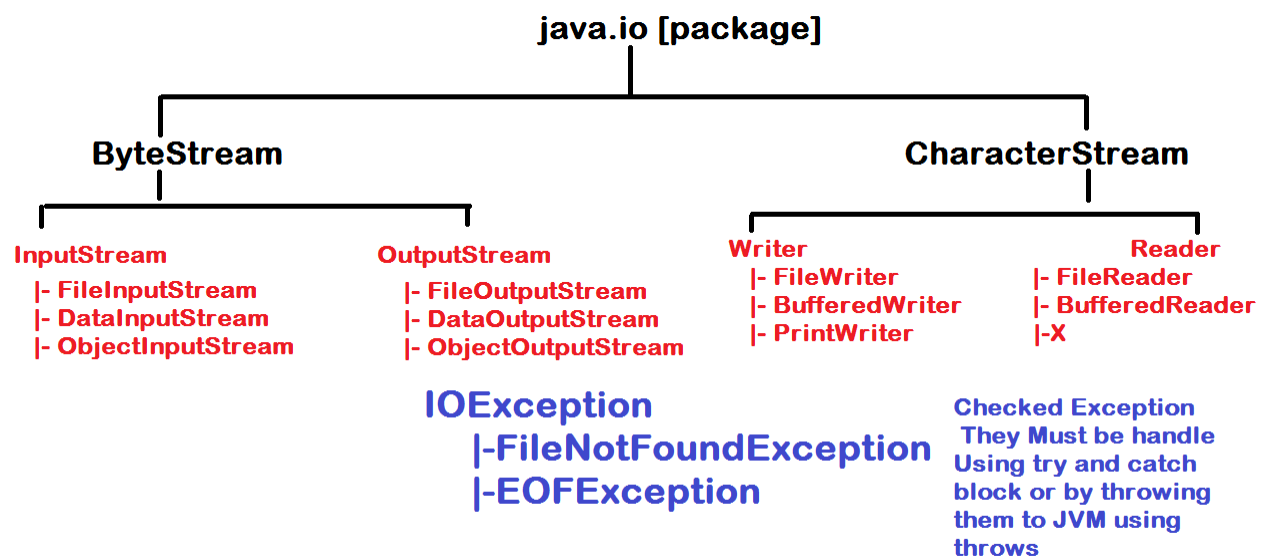 java.io [package]
ByteStream
CharacterStream
InputStream
|- FileInputStream
|- DataInputStream
|- ObjectInputStream
OutputStream
|- FileOutputStream
|- DataOutputStream
|- ObjectOutputStream
Writer
|- FileWriter
|- BufferedWriter
|- PrintWriter
Reader
|- FileReader
|- BufferedReader
|-X
IOException
|-FileNotFoundException
|-EOFException
Checked Exception
They Must be handle
Using try and catch
block or by throwing
them to JVM using
throws